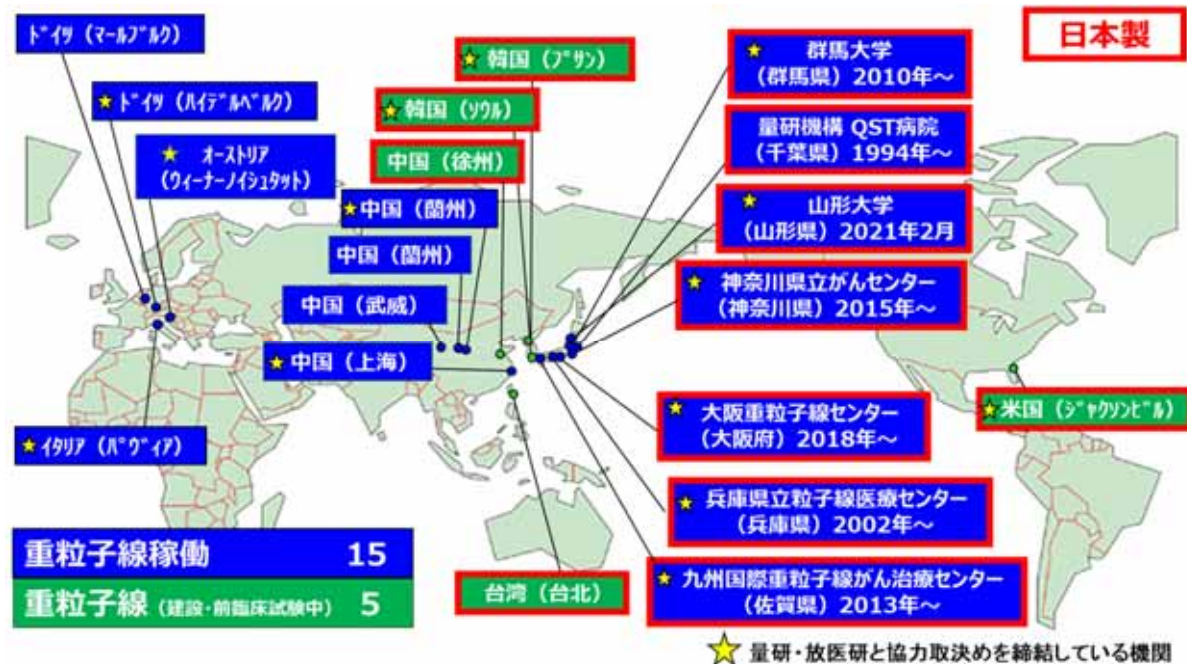 日本製
ﾄﾞｲﾂ（ﾏｰﾙﾌﾞﾙｸ）
★ﾄﾞｲﾂ（ﾊｲﾃﾞﾙﾍﾞﾙｸ）
★ ｵｰｽﾄﾘｱ
（ｳｨｰﾅｰﾉｲｼｭﾀｯﾄ）
★ 韓国（ﾌﾟｻﾝ）
★ 韓国（ｿｳﾙ）
中国（徐州）
★中国（蘭州）
中国（蘭州）
中国（武威）
★ 中国（上海）
★ｲﾀﾘｱ（ﾊﾟｳﾞｨｱ）
★ 群馬大学
（群馬県）2010年～
量研機構 QST病院
（千葉県）1994年～
★ 山形大学
（山形県）2021年2月
★ 神奈川県立がんセンター
（神奈川県）2015年～
★ 大阪重粒子線センター
（大阪府）2018年～
★米国（ｼﾞｬｸｿﾝﾋﾞﾙ）
★ 兵庫県立粒子線医療センター
（兵庫県）2002年～
★ 九州国際重粒子線がん治療センター
（佐賀県）2013年～
台湾（台北）
重粒子線稼働 15
重粒子線（建設・前臨床試験中） 5
★ 量研・放医研と協力取決めを締結している機関